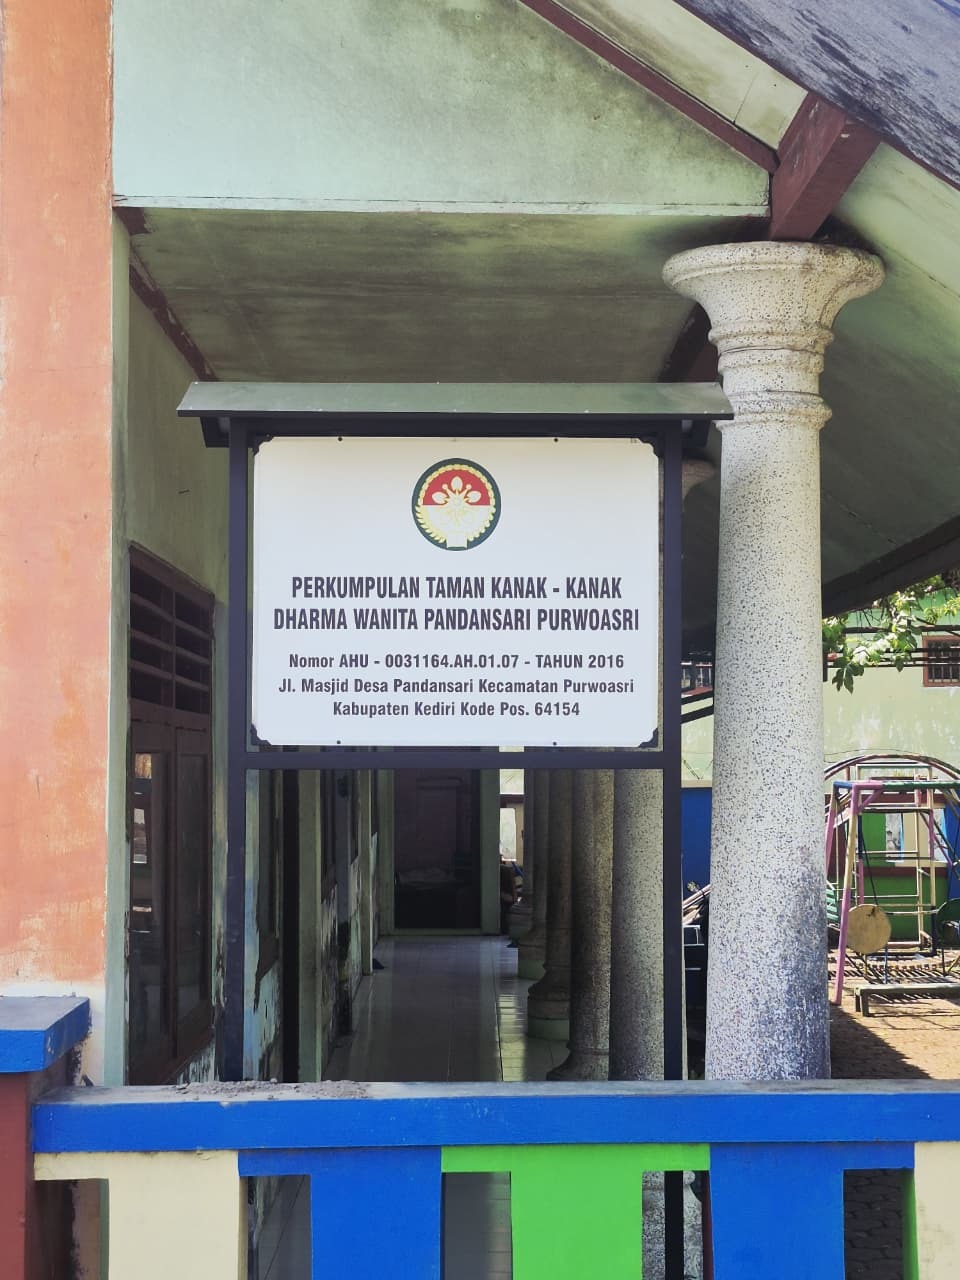 PERKUMPULAN TAMAN KANAK - KANAK
DHARMA WANITA PANDANSARI PURWOASRI
Nomor AHU - 0031164.AH.01.07 - TAHUN 2016
Jl. Masjid Desa Pandansari Kecamatan Purwoasri
Kabupaten Kediri Kode Pos. 64154